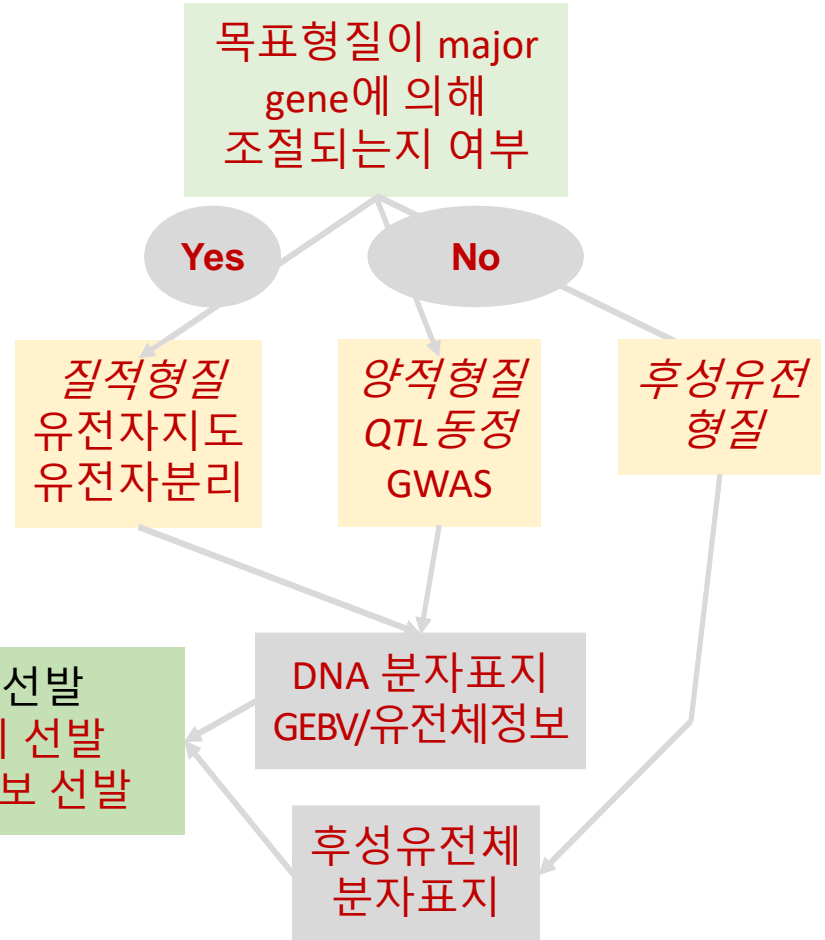 목표형질이 major
gene에 의해
조절되는지 여부
Yes
No
질적형질
유전자지도
유전자분리
양적형질
QTL동정
GWAS
후성유전
형질
선발
선발
보 선발
DNA 분자표지
GEBV/유전체정보
후성유전체
분자표지